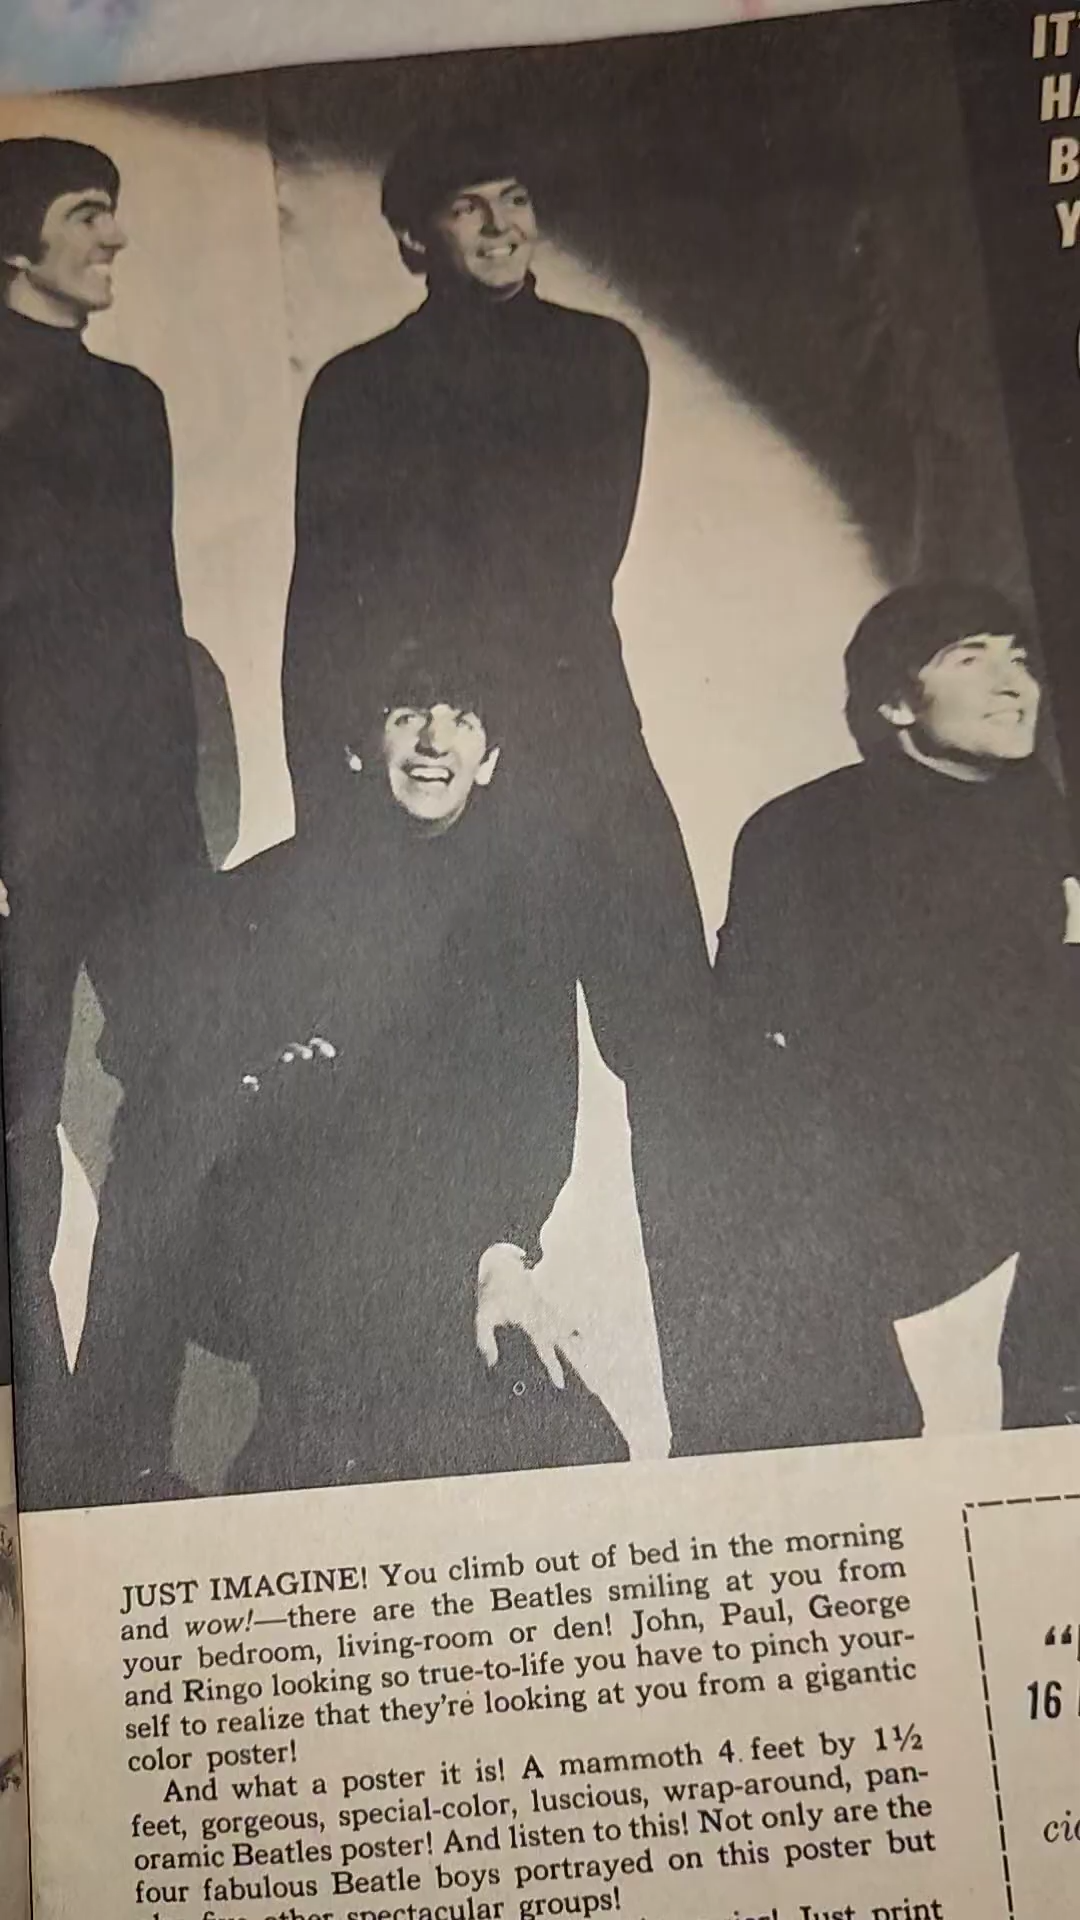 IT'
HA
B
Y
JUST IMAGINE! You climb out of bed in the morning
and wow!—there are the Beatles smiling at you from
your bedroom, living-room or den! John, Paul, George
and Ringo looking so true-to-life you have to pinch your-
self to realize that they're looking at you from a gigantic
color poster!
And what a poster it is! A mammoth 4 feet by 1½
feet, gorgeous, special-color, luscious, wrap-around, pan-
oramic Beatles poster! And listen to this! Not only are the
four fabulous Beatle boys portrayed on this poster but
other spectacular groups!
Just print
16